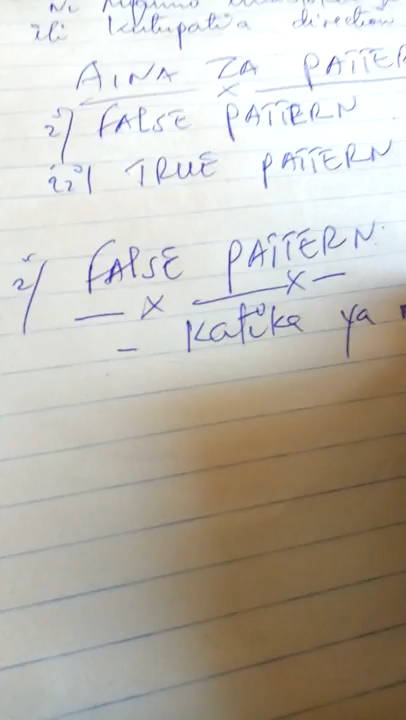 ili kutupatia direction
AINA ZA PATTER
i) FALSE PATTERN
ii) TRUE PATTERN
i) FALSE PATTERN.
- Katika ya